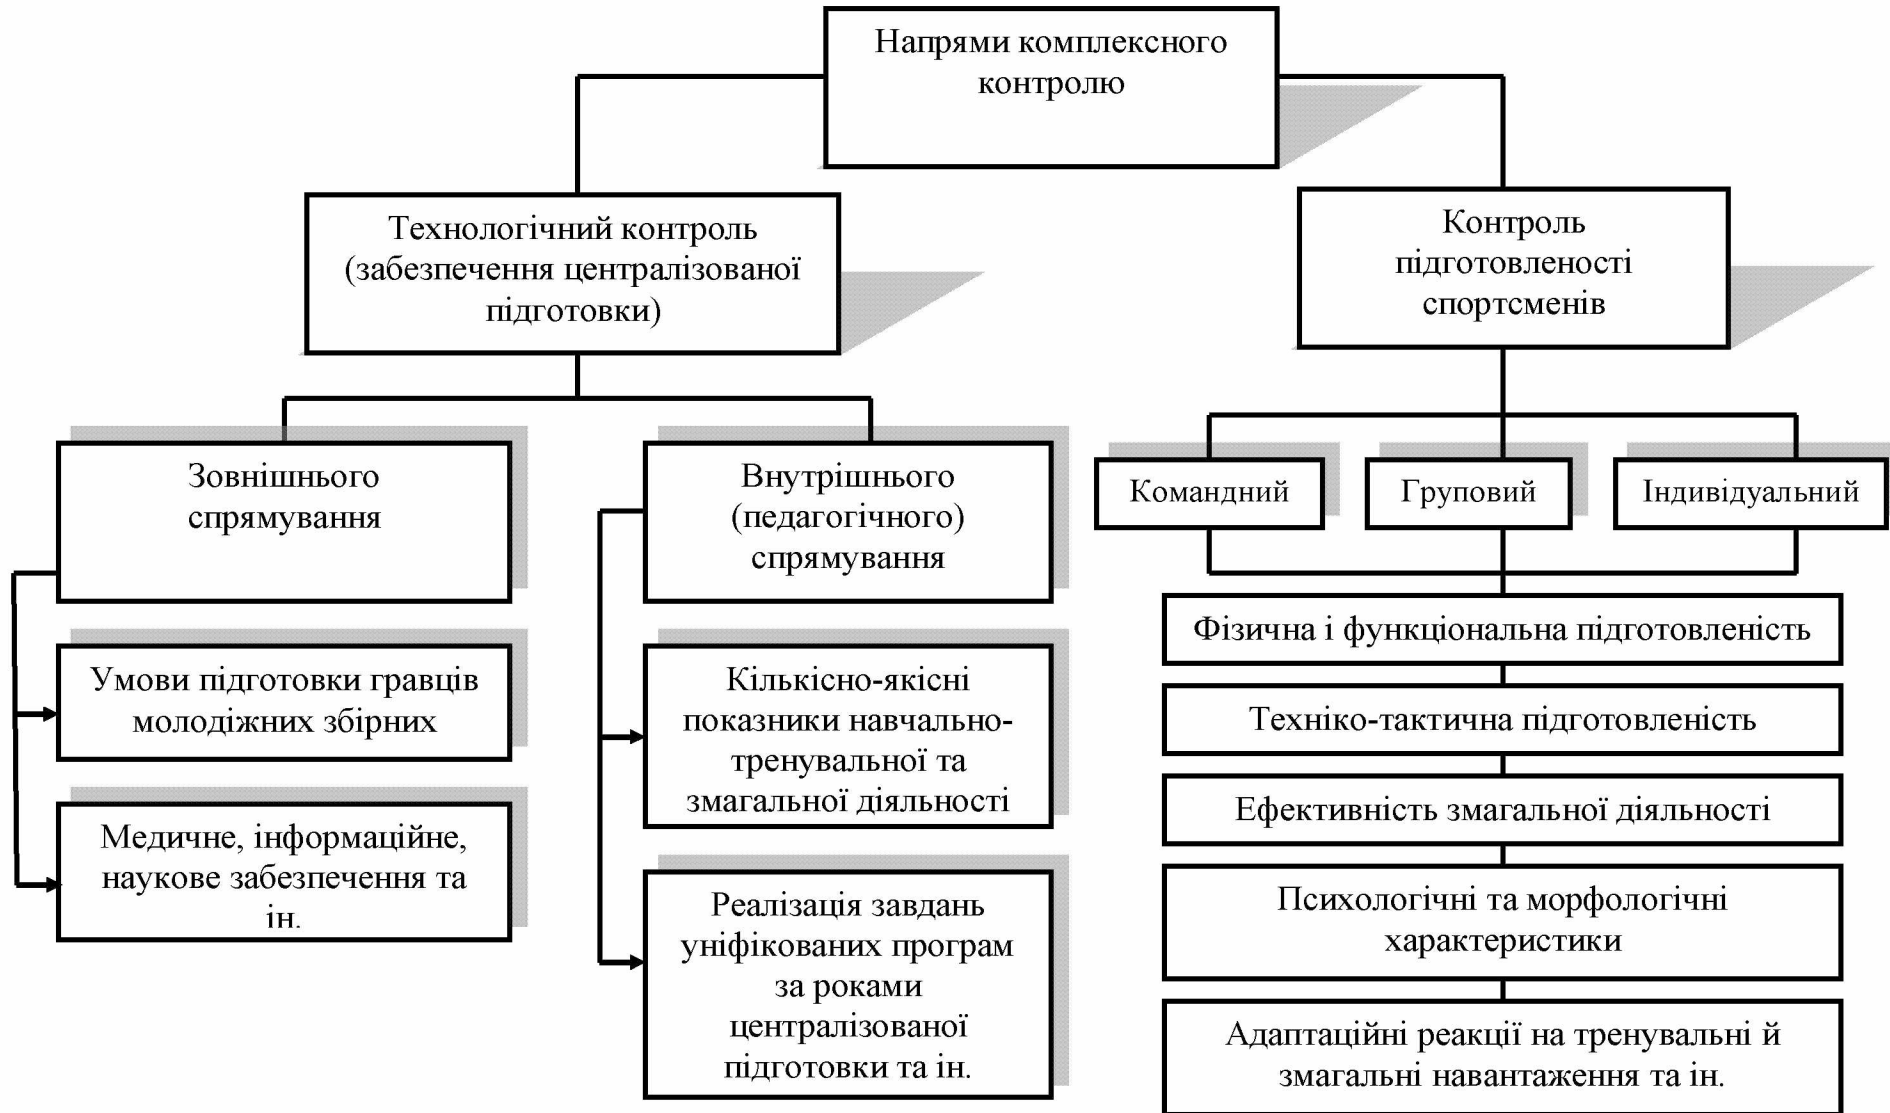 Напрями комплексного
контролю
Технологічний контроль
(забезпечення централізованої
підготовки)
Контроль
підготовленості
спортсменів
Зовнішнього
спрямування
Умови підготовки гравців
молодіжних збірних
Медичне, інформаційне,
наукове забезпечення та
ін.
Внутрішнього
(педагогічного)
спрямування
Кількісно-якісні
показники навчально-
тренувальної та
змагальної діяльності
Реалізація завдань
уніфікованих програм
за роками
централізованої
підготовки та ін.
Командний
Груповий
Індивідуальний
Фізична і функціональна підготовленість
Техніко-тактична підготовленість
Ефективність змагальної діяльності
Психологічні та морфологічні
характеристики
Адаптаційні реакції на тренувальні й
змагальні навантаження та ін.